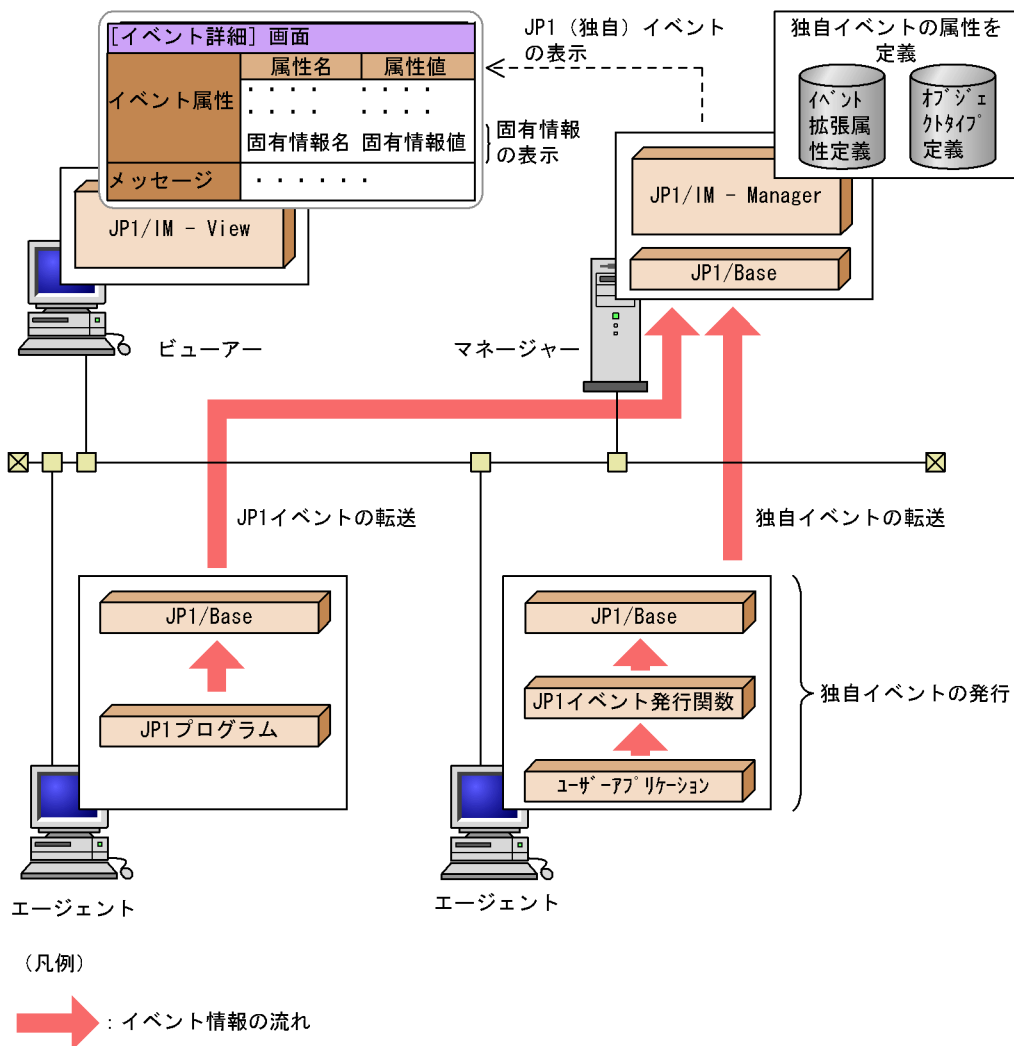 [イベント詳細] 画面
属性名 属性値
イベント属性
・・・・ ・・・・
・・・・ ・・・・
固有情報名 固有情報値
メッセージ ・・・・・・
固有情報
の表示
JP1（独自）イベント
の表示
独自イベントの属性を
定義
ｲﾍﾞﾝﾄ
拡張属
性定義
ｵﾌﾞｼﾞｪ
ｸﾄﾀｲﾌﾟ
定義
JP1/IM - View
JP1/IM - Manager
JP1/Base
ビューアー
マネージャー
JP1イベントの転送
独自イベントの転送
JP1/Base
JP1プログラム
JP1/Base
JP1イベント発行関数
ﾕｰｻﾞｰｱﾌﾟﾘｹｰｼｮﾝ
独自イベントの発行
エージェント
エージェント
（凡例）
：イベント情報の流れ